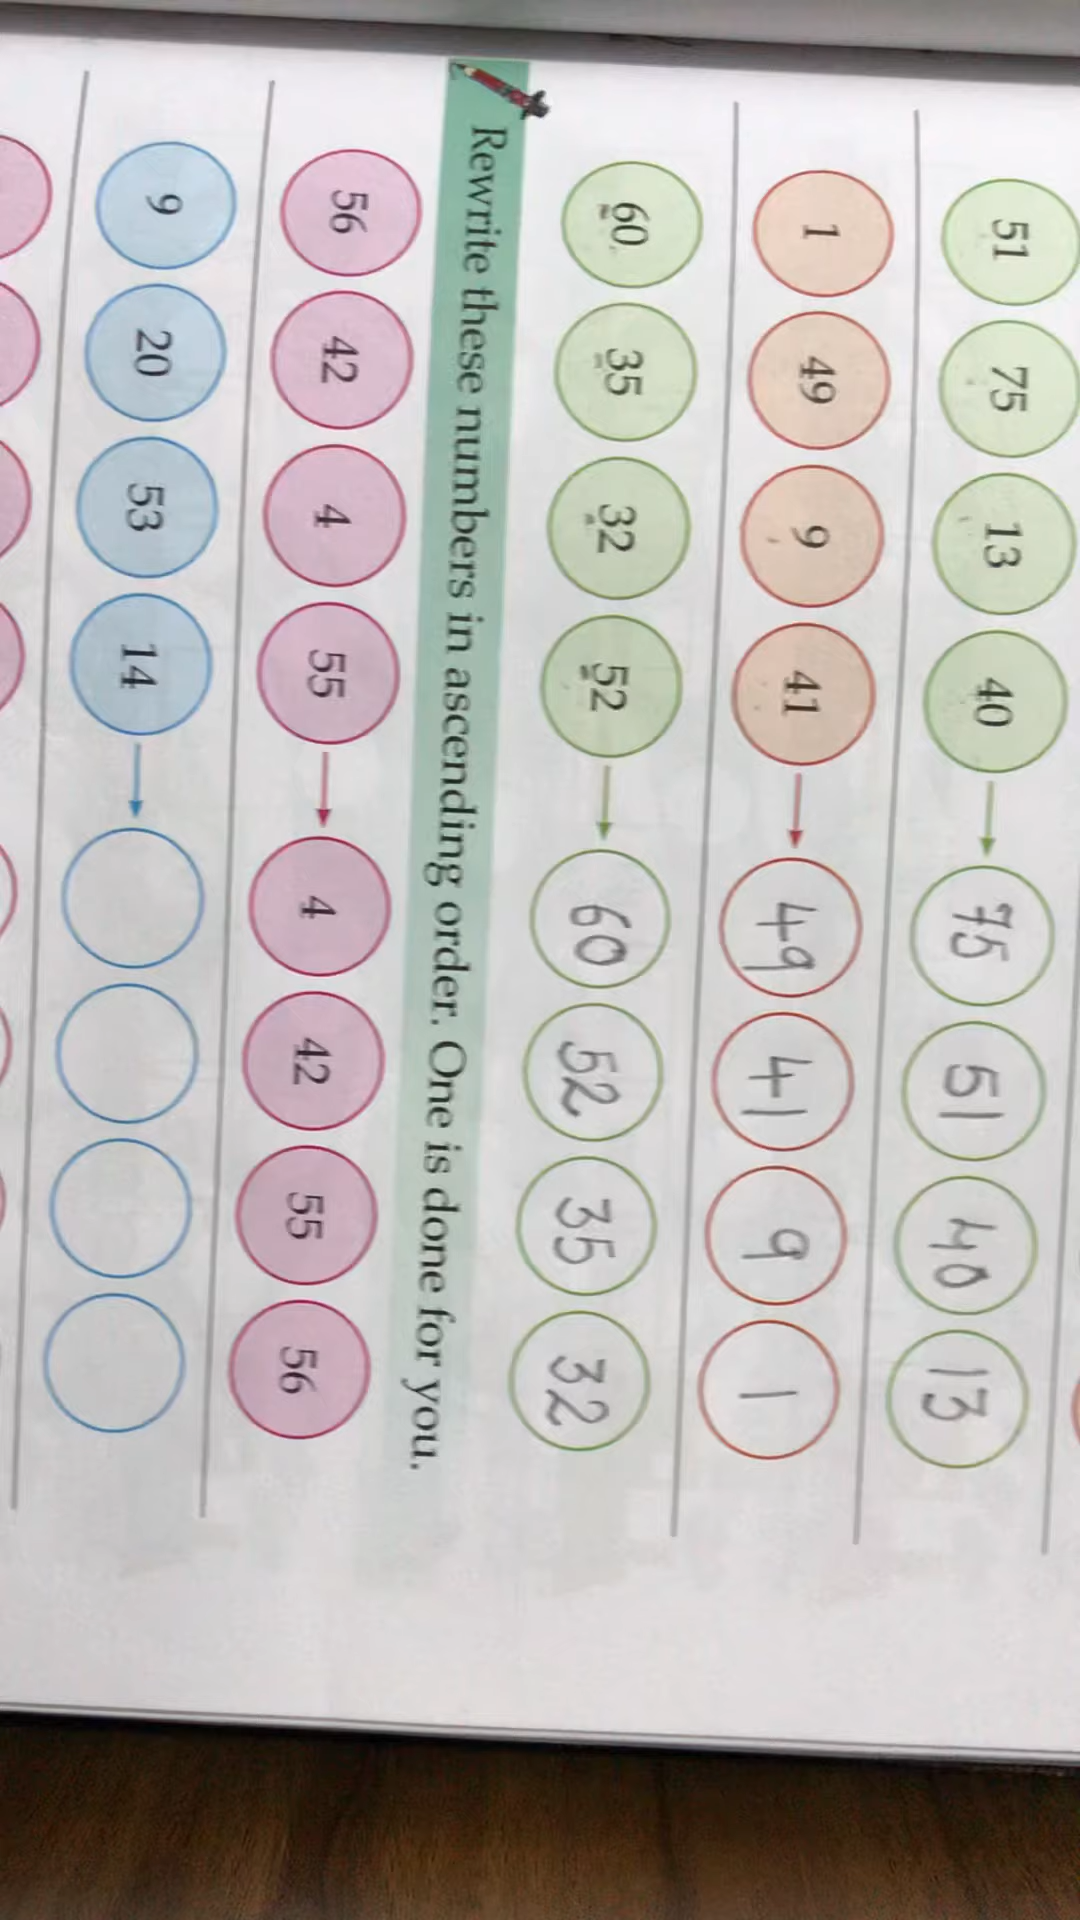 51 75 13 40 75 51 40 13
1 49 9 41 49 41 9 1
60 35 32 52 60 52 35 32
Rewrite these numbers in ascending order. One is done for you.
56 42 4 55 4 42 55 56
9 20 53 14